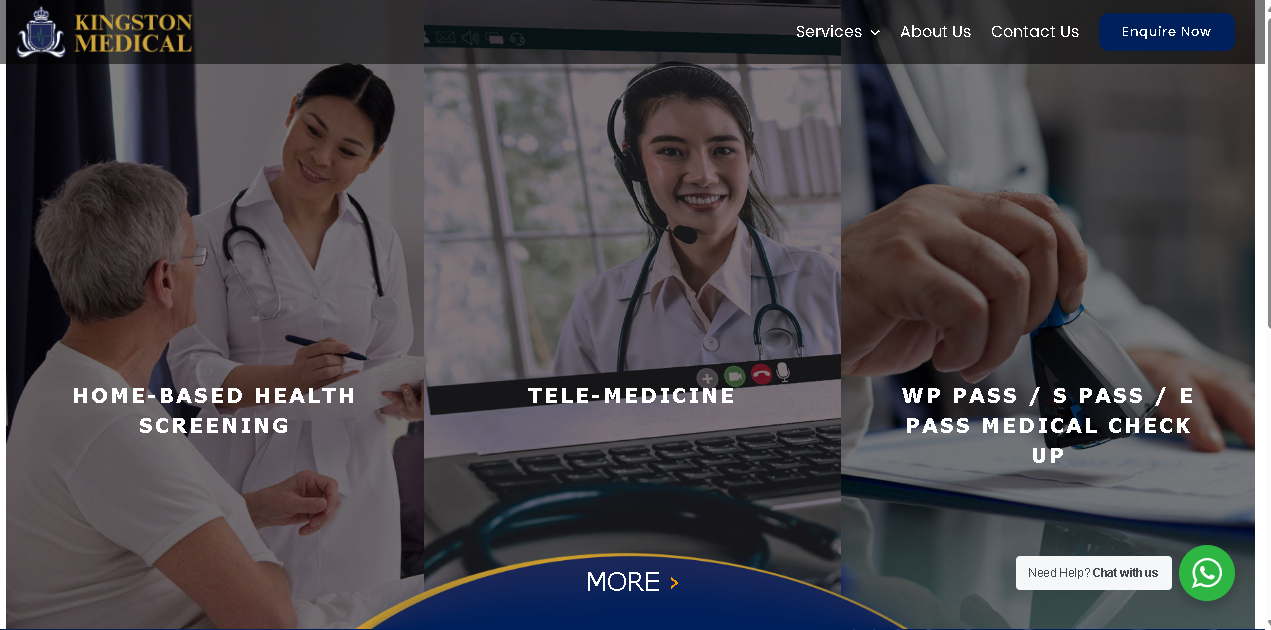 KINGSTON
MEDICAL
Services
About Us
Contact Us
Enquire Now
HOME-BASED HEALTH
SCREENING
TELE-MEDICINE
WP PASS / S PASS / E
PASS MEDICAL CHECK
UP
MORE >
Need Help? Chat with us